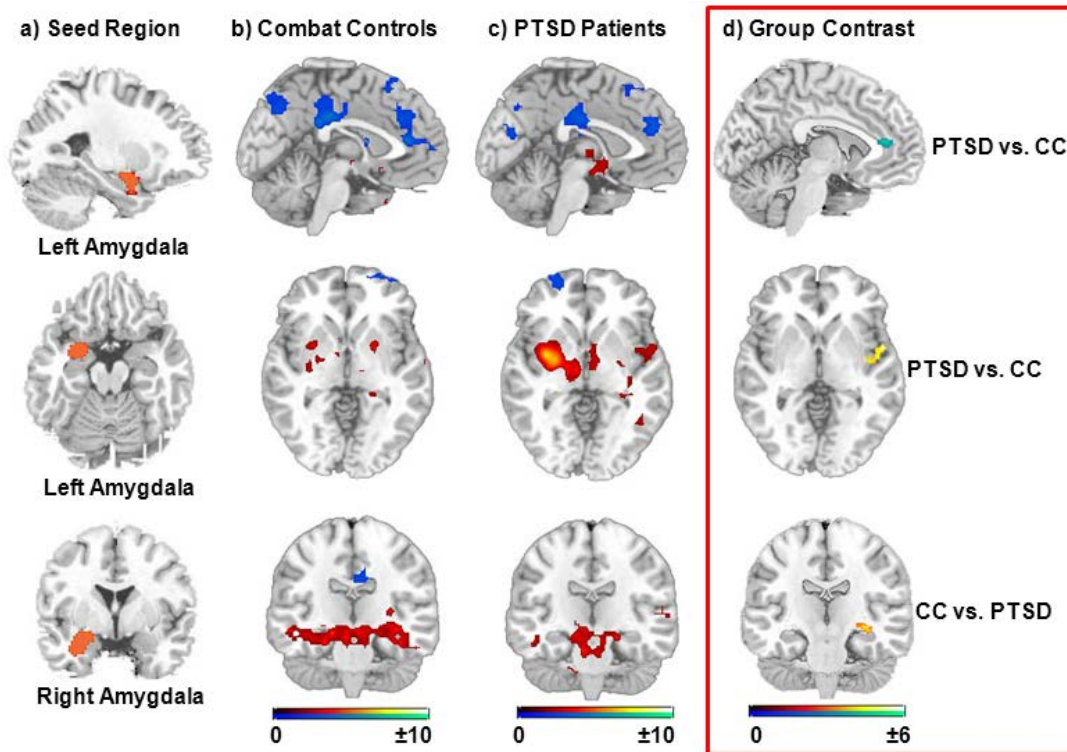 a) Seed Region
b) Combat Controls
c) PTSD Patients
d) Group Contrast
Left Amygdala
PTSD vs. CC
Left Amygdala
PTSD vs. CC
Right Amygdala
CC vs. PTSD
0 ±10
0 ±10
0 ±6